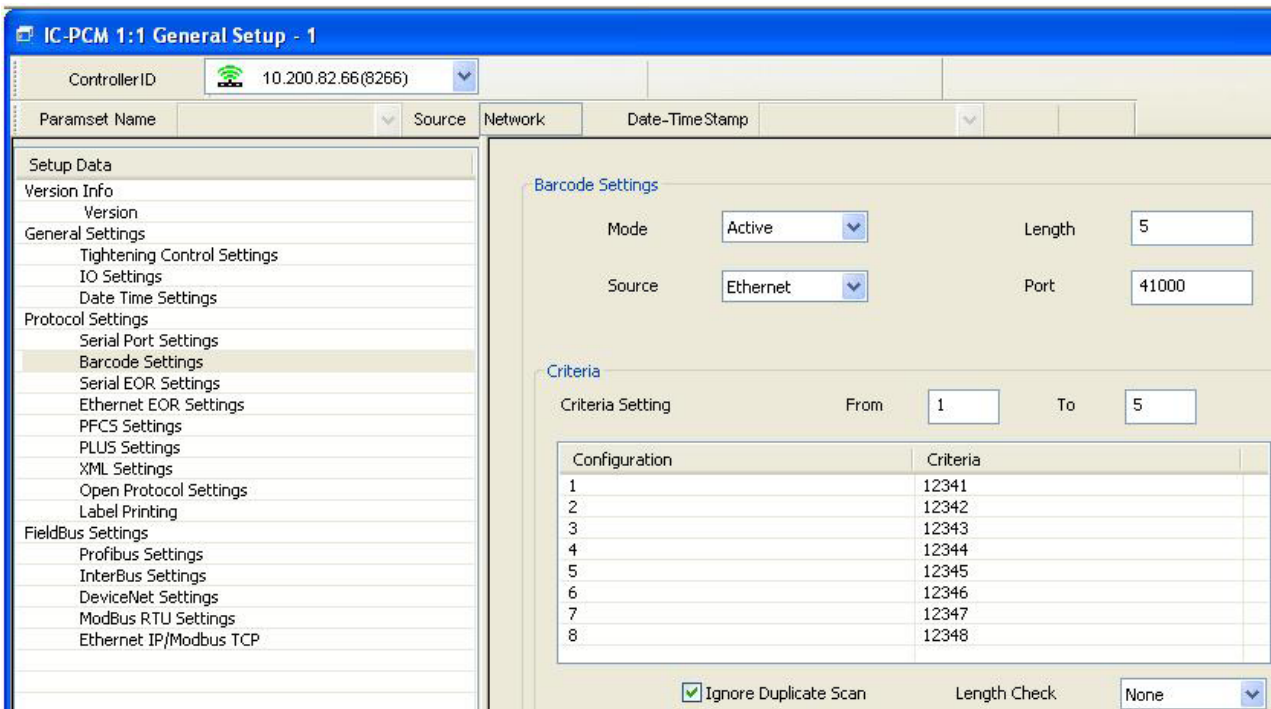 IC-PCM 1:1 General Setup - 1
ControllerID 10.200.82.66(8266)
Paramset Name Source Network Date-Time Stamp
Setup Data
Version Info
Version
General Settings
Tightening Control Settings
IO Settings
Date Time Settings
Protocol Settings
Serial Port Settings
Barcode Settings
Serial EOR Settings
Ethernet EOR Settings
PFCS Settings
PLUS Settings
XML Settings
Open Protocol Settings
Label Printing
FieldBus Settings
Profibus Settings
InterBus Settings
DeviceNet Settings
ModBus RTU Settings
Ethernet IP/Modbus TCP
Barcode Settings
Mode Active Length 5
Source Ethernet Port 41000
Criteria
Criteria Setting From 1 To 5
Configuration Criteria
1 12341
2 12342
3 12343
4 12344
5 12345
6 12346
7 12347
8 12348
Ignore Duplicate Scan Length Check None